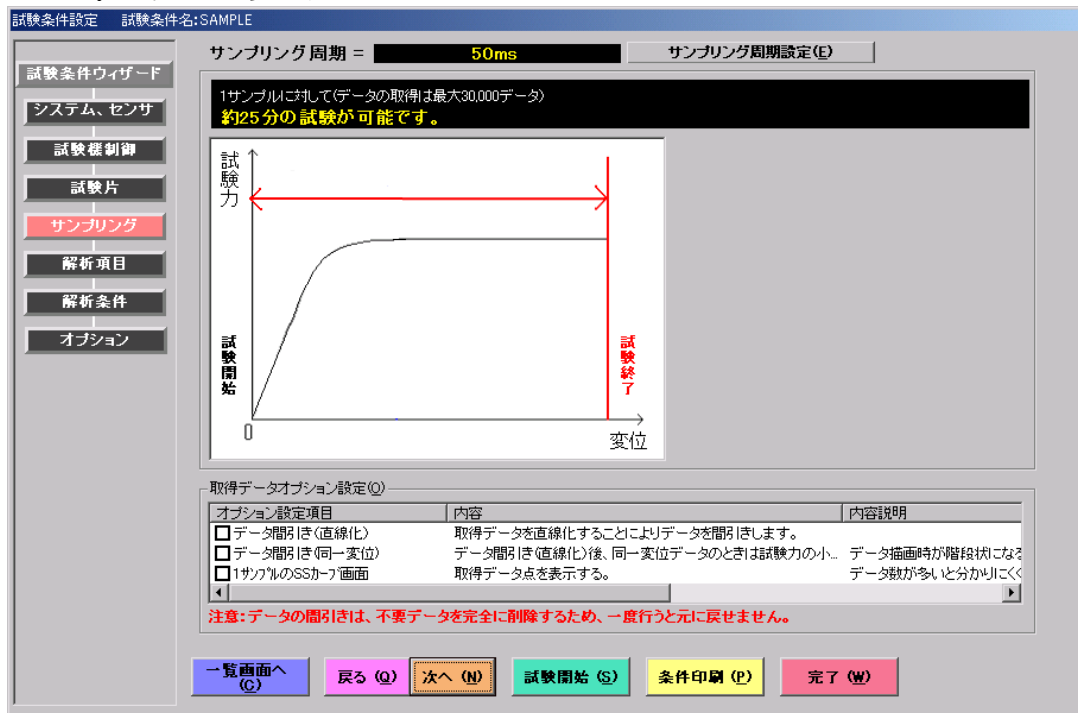 試験条件設定 試験条件名:SAMPLE
試験条件ウィザード
システム、センサ
試験機制御
試験片
サンプリング
解析項目
解析条件
オプション
サンプリング周期 = 50ms サンプリング周期設定(E)
1サンプルに対して(データの取得は最大30,000データ)
約25分の試験が可能です。
試験力
試験開始
試験終了
0
変位
取得データオプション設定(O)
オプション設定項目 内容 内容説明
データ間引き(直線化) 取得データを直線化することによりデータを間引きします。
データ間引き(同一変位) データ間引き(直線化)後、同一変位データのときは試験力の小... データ描画時が階段状になる
1サンプルのSSカーブ画面 取得データ点を表示する。 データ数が多いと分かりにくく
注意:データの間引きは、不要データを完全に削除するため、一度行うと元に戻せません。
一覧画面へ
(C)
戻る (Q) 次へ (N) 試験開始 (S) 条件印刷 (P) 完了 (W)